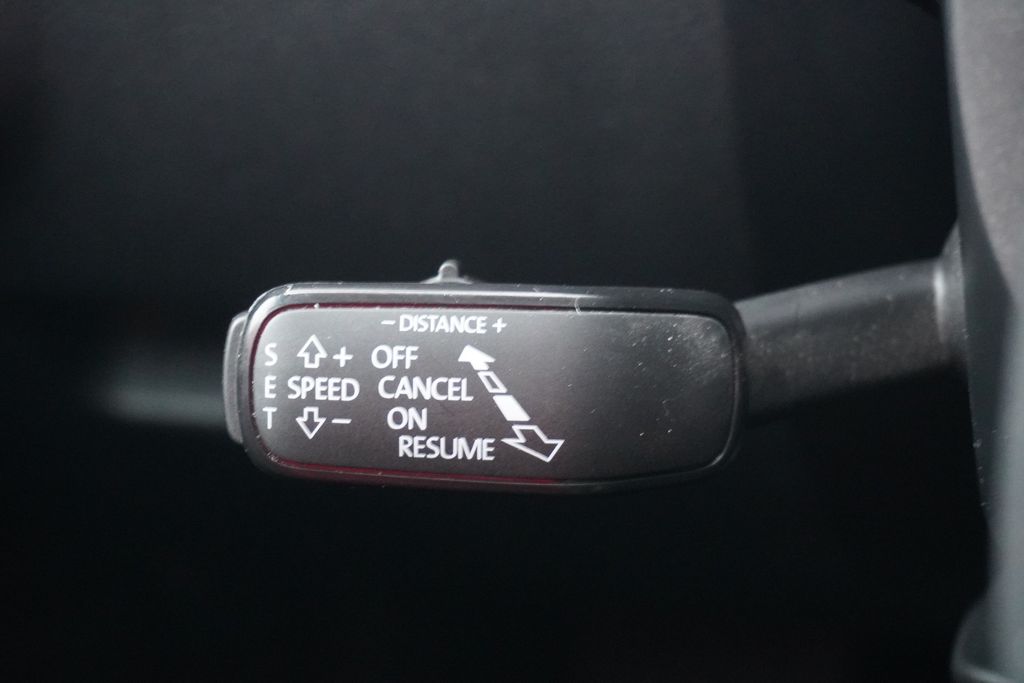 - DISTANCE +
S + OFF
E SPEED CANCEL
T - ON
RESUME